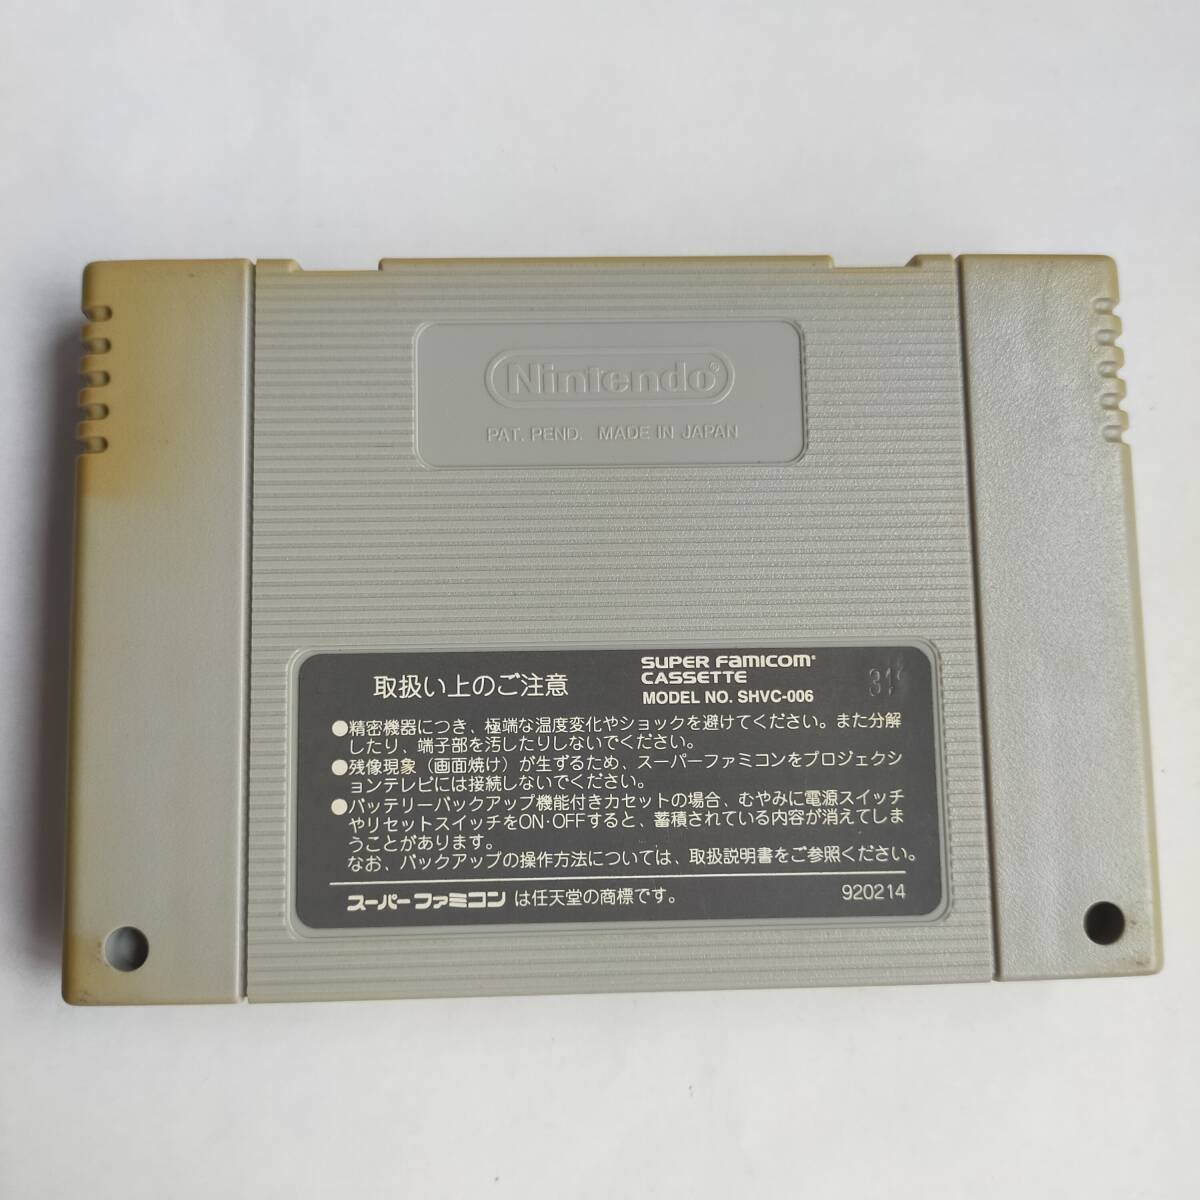 Nintendo®
PAT. PEND. MADE IN JAPAN
取扱い上のご注意
SUPER FAMICOM
CASSETTE
MODEL NO. SHVC-006
●精密機器につき、極端な温度変化やショックを避けてください。また分解
したり、端子部を汚したりしないでください。
●残像現象（画面焼け）が生ずるため、スーパーファミコンをプロジェクシ
ョンテレビには接続しないでください。
●バッテリーバックアップ機能付きカセットの場合、むやみに電源スイッチ
やリセットスイッチをON·OFFすると、蓄積されている内容が消えてしま
うことがあります。
なお、バックアップの操作方法については、取扱説明書をご参照ください。
スーパーファミコン は任天堂の商標です。
920214